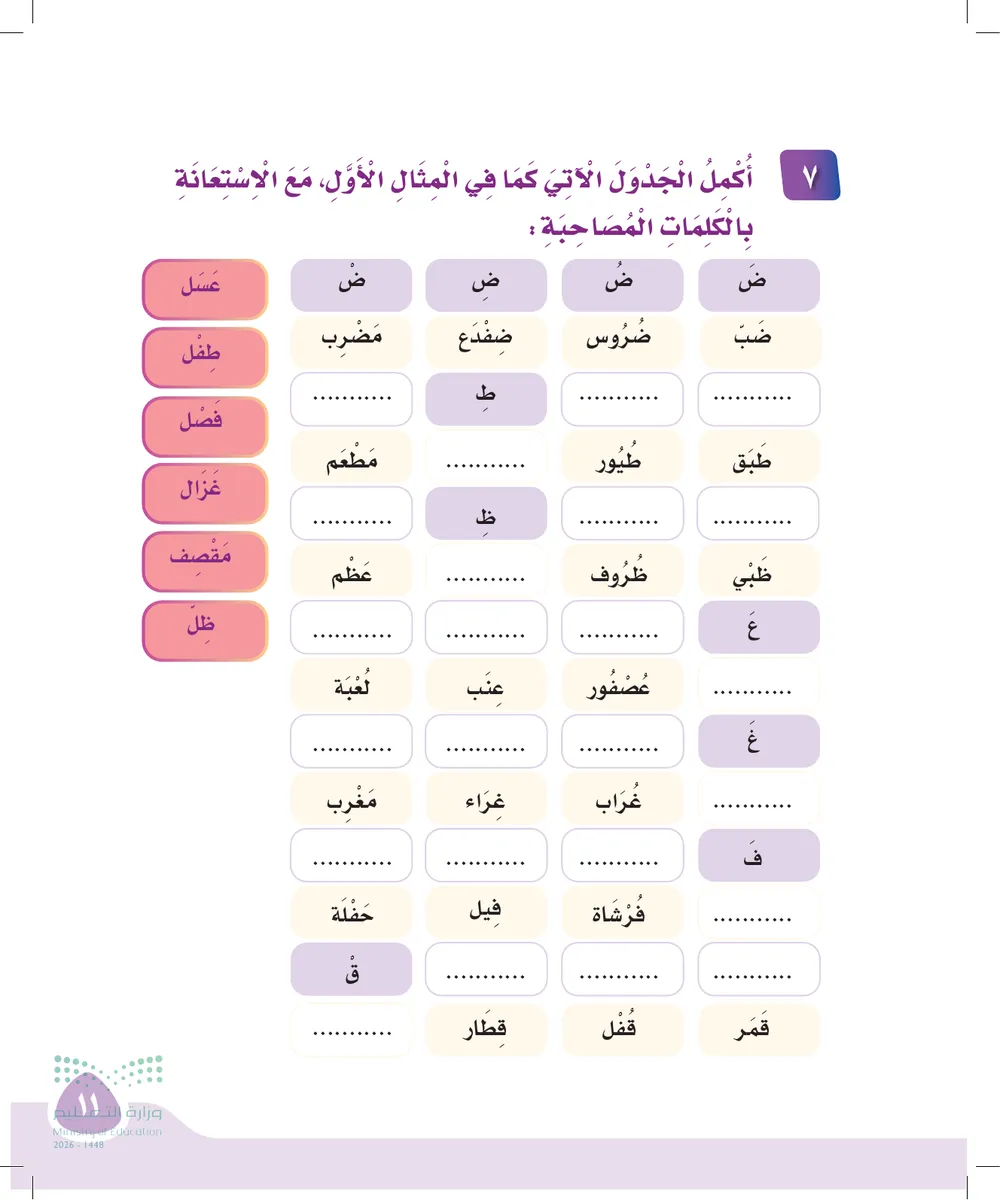 ٧
أُكْمِلُ الْجَدْوَلَ الْآتِيَ كَمَا فِي الْمِثَالِ الْأَوَّلِ، مَعَ الْاِسْتِعَانَةِ
بِالْكَلِمَاتِ الْمُصَاحِبَةِ :
ضَ ضُ ضِ ضْ
ضَبّ ضُرُوس ضِفْدَع مَضْرِب
........... ........... طِ ...........
طَبَق طُيُور ........... مَطْعَم
........... ........... ظِ ...........
ظَبْي ظُرُوف ........... عَظْم
عَ ........... ........... ...........
........... عُصْفُور عِنَب لُعْبَة
غَ ........... ........... ...........
........... غُرَاب غِرَاء مَغْرِب
فَ ........... ........... ...........
........... فُرْشَاة فِيل حَفْلَة
........... ........... ........... قْ
قَمَر قُفْل قِطَار ...........
عَسَل
طِفْل
فَصْل
غَزَال
مَقْصِف
ظِلّ
١١
وزارة التعليم
Ministry of Education
2026 - 1448